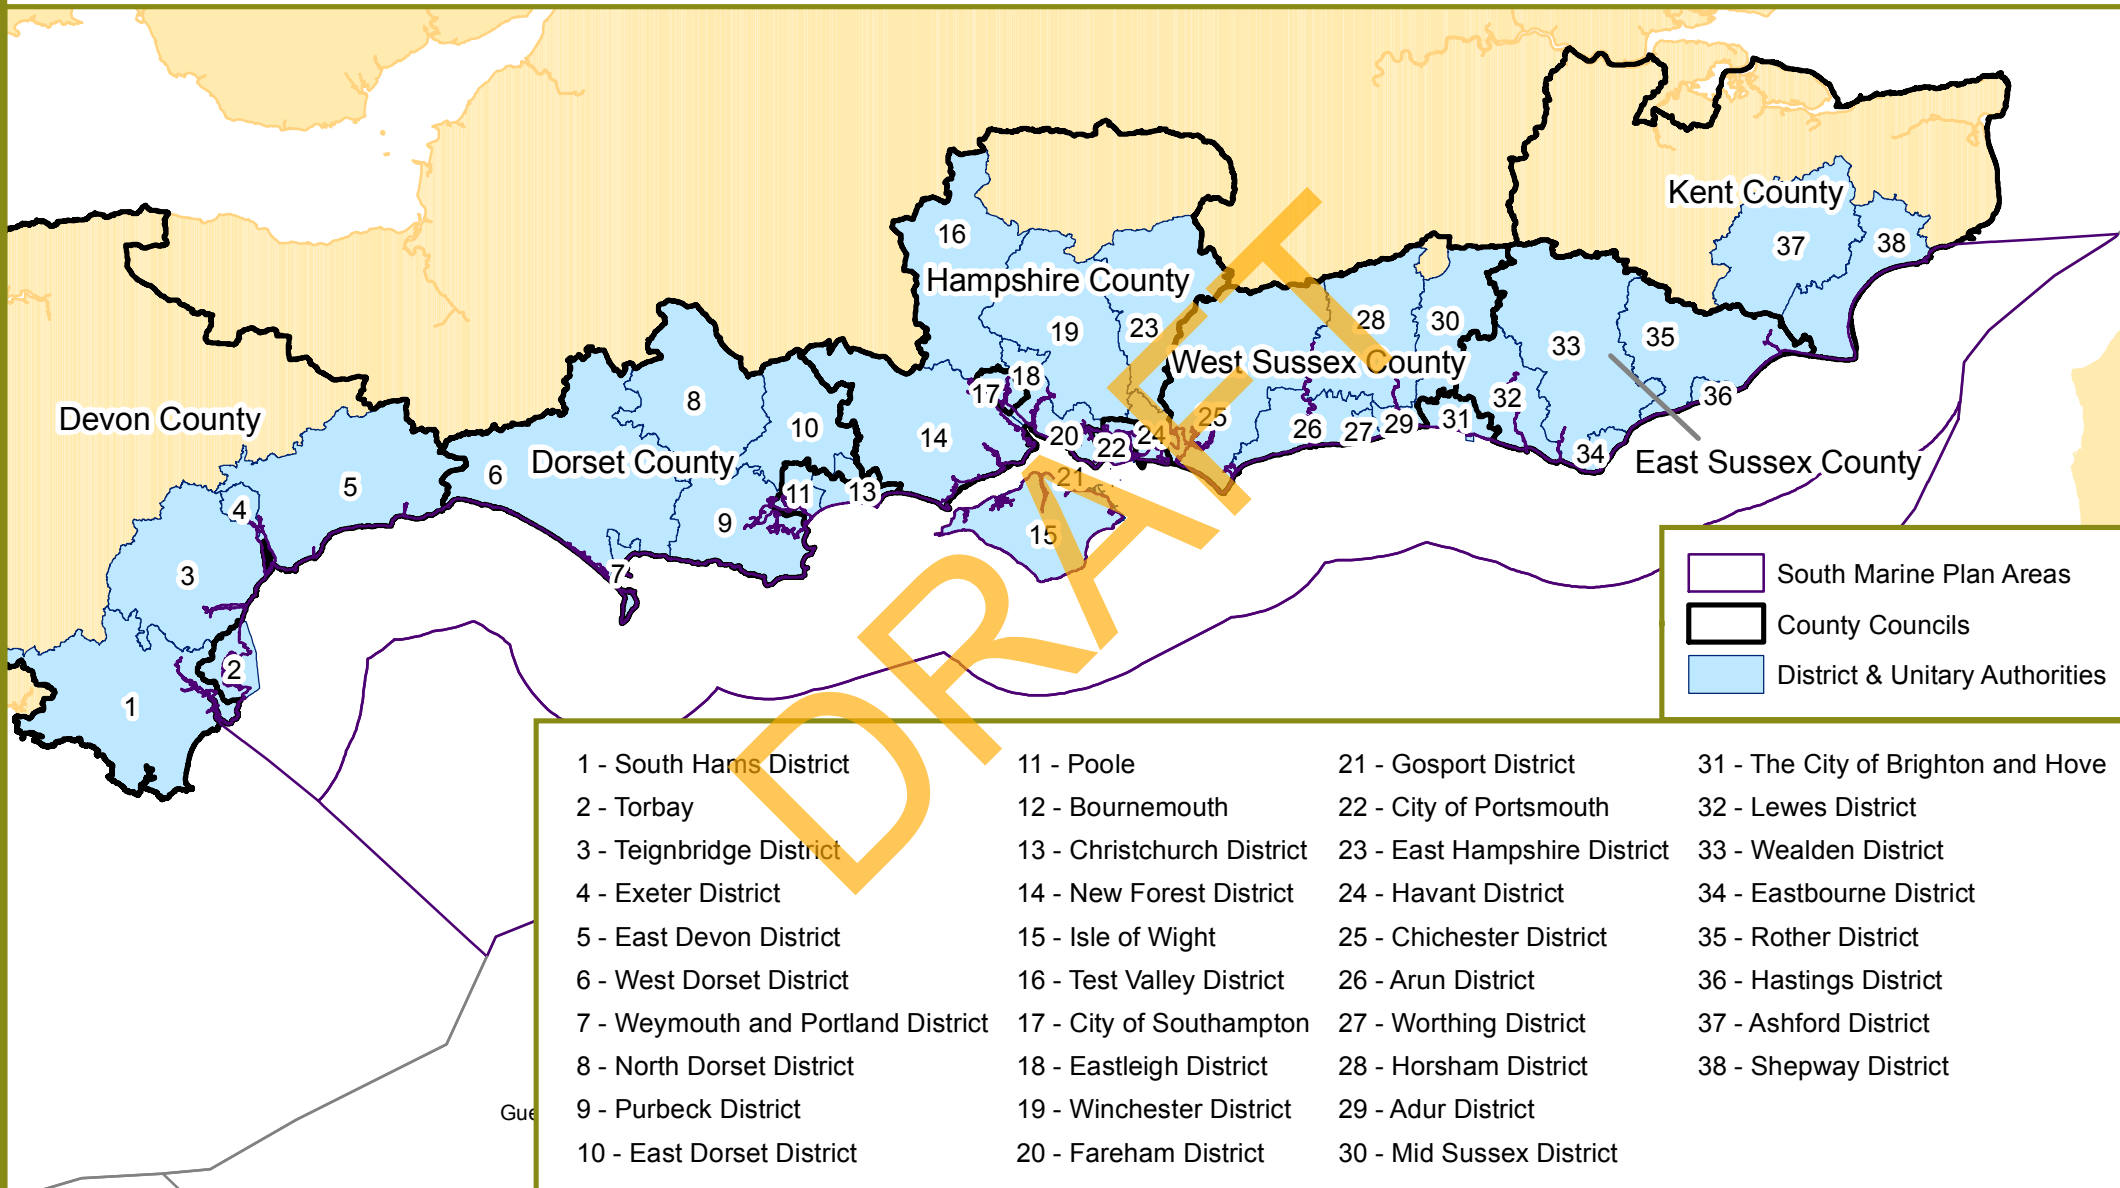 Kent County
16
37
38
Hampshire County
19
23
28
30
33
35
West Sussex County
18
17
36
32
8
Devon County
10
14
20
22
24
25
26
27
29
31
34
East Sussex County
Dorset County
6
5
4
11
13
21
9
15
3
7
2
1
DRAFT
South Marine Plan Areas
County Councils
District & Unitary Authorities
Gue
1 - South Hams District
2 - Torbay
3 - Teignbridge District
4 - Exeter District
5 - East Devon District
6 - West Dorset District
7 - Weymouth and Portland District
8 - North Dorset District
9 - Purbeck District
10 - East Dorset District
11 - Poole
12 - Bournemouth
13 - Christchurch District
14 - New Forest District
15 - Isle of Wight
16 - Test Valley District
17 - City of Southampton
18 - Eastleigh District
19 - Winchester District
20 - Fareham District
21 - Gosport District
22 - City of Portsmouth
23 - East Hampshire District
24 - Havant District
25 - Chichester District
26 - Arun District
27 - Worthing District
28 - Horsham District
29 - Adur District
30 - Mid Sussex District
31 - The City of Brighton and Hove
32 - Lewes District
33 - Wealden District
34 - Eastbourne District
35 - Rother District
36 - Hastings District
37 - Ashford District
38 - Shepway District